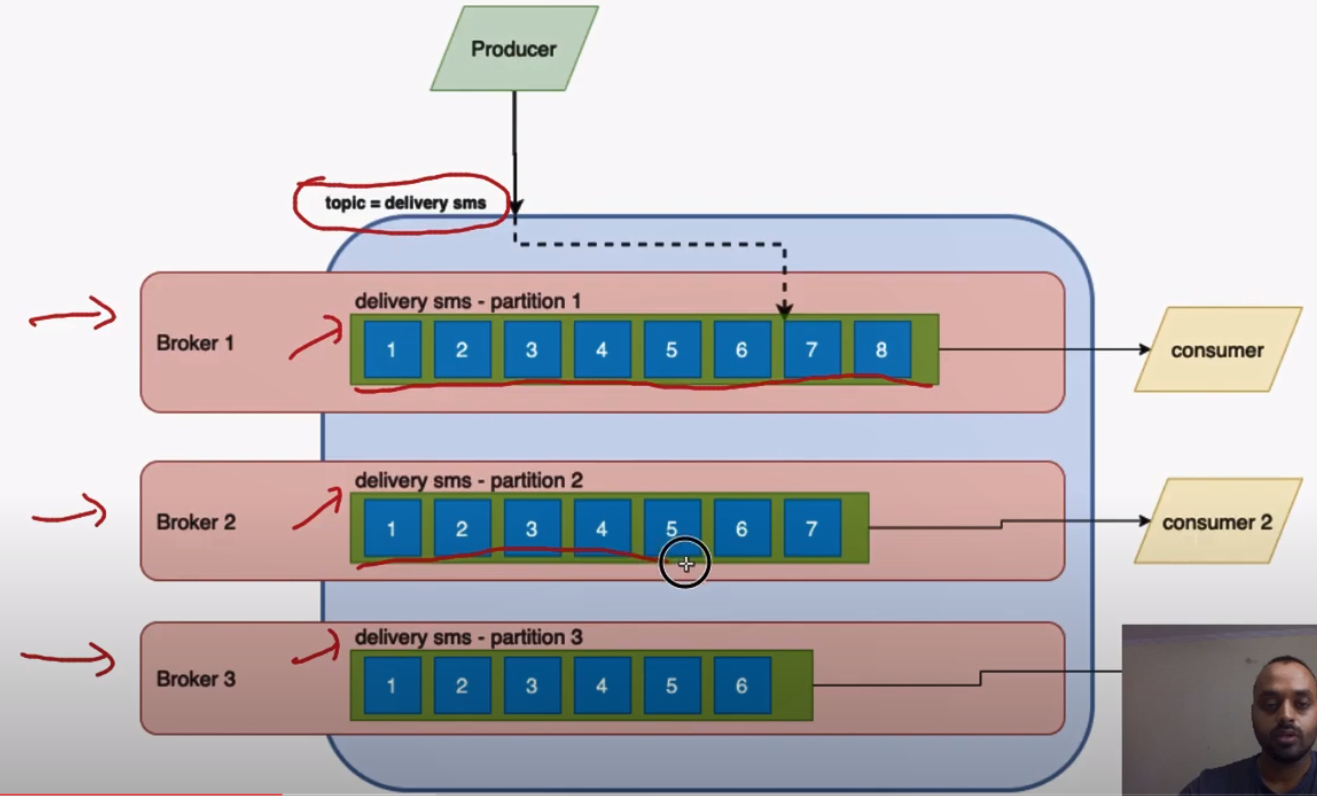 Producer
topic = delivery sms
delivery sms - partition 1
Broker 1
1 2 3 4 5 6 7 8
consumer
delivery sms - partition 2
Broker 2
1 2 3 4 5 6 7
consumer 2
delivery sms - partition 3
Broker 3
1 2 3 4 5 6